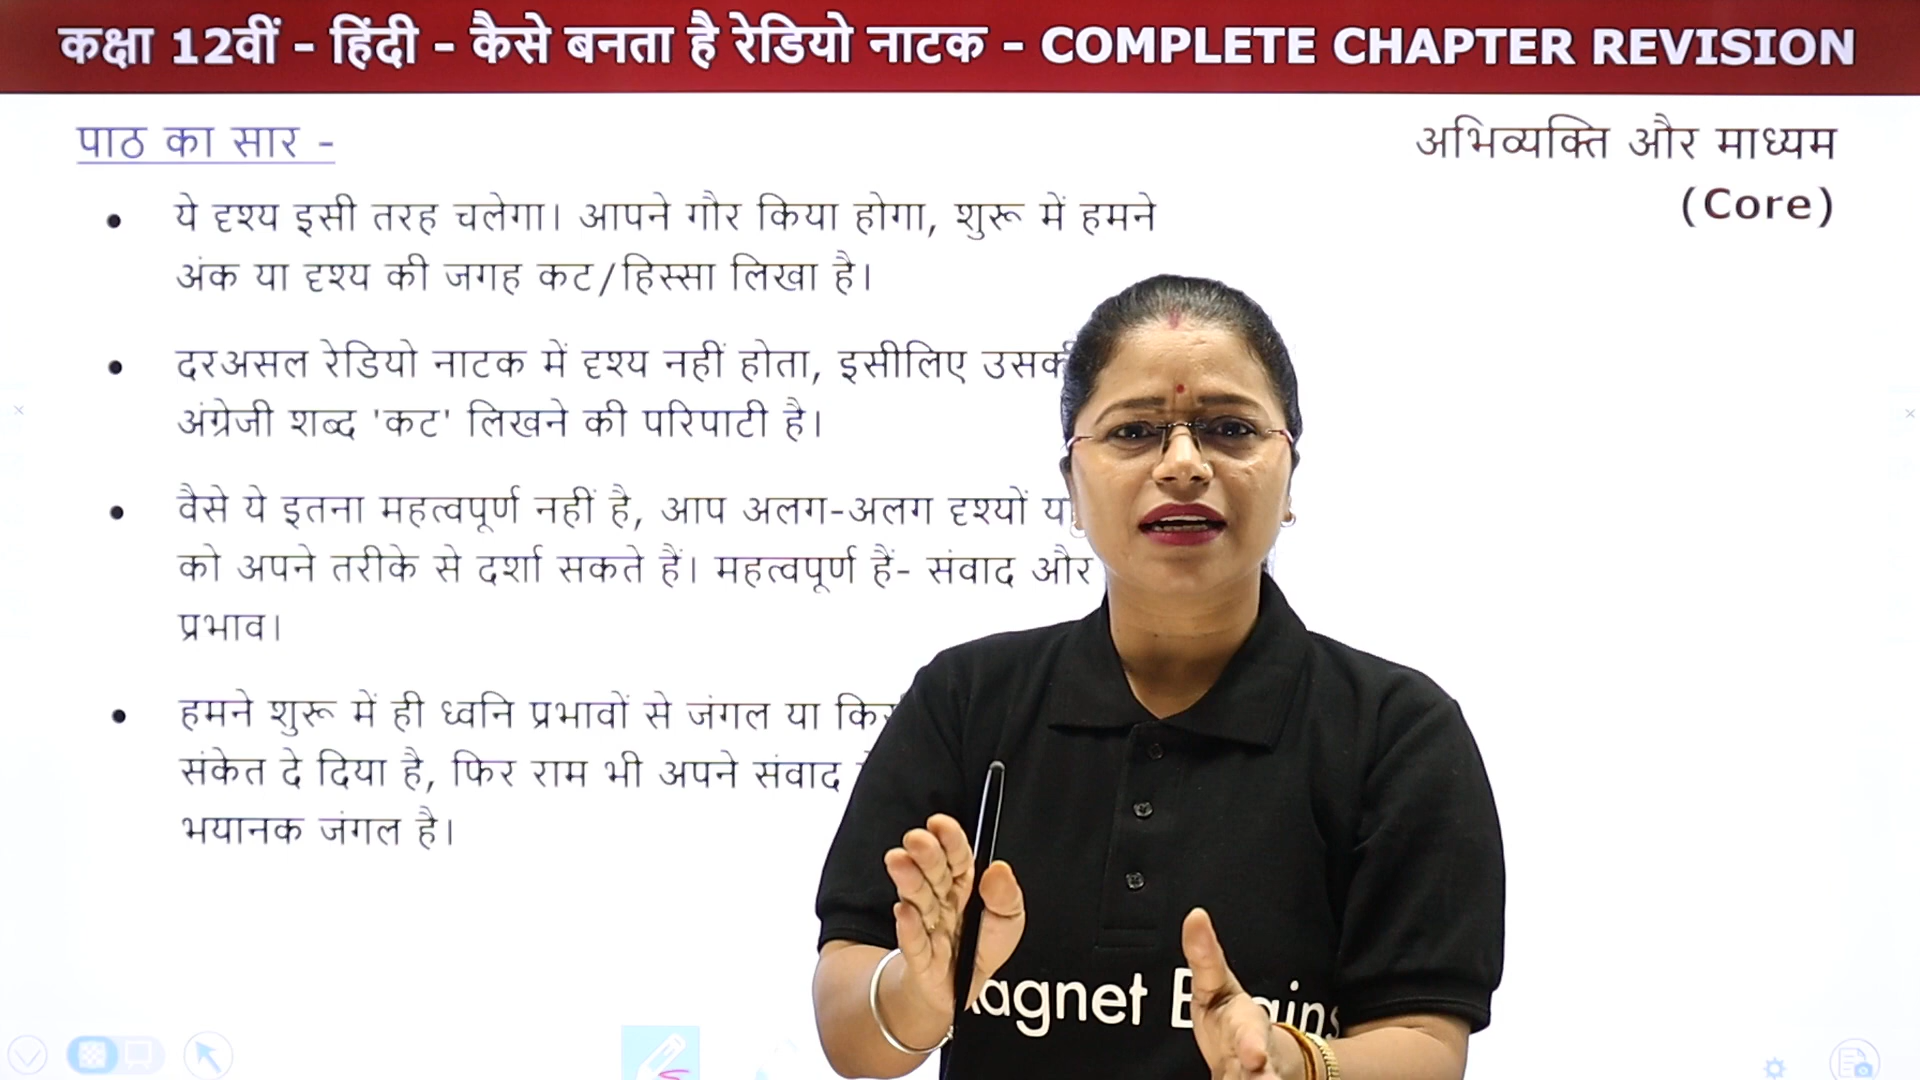 कक्षा 12वीं - हिंदी - कैसे बनता है रेडियो नाटक - COMPLETE CHAPTER REVISION
पाठ का सार -
अभिव्यक्ति और माध्यम
(Core)
• ये दृश्य इसी तरह चलेगा। आपने गौर किया होगा, शुरू में हमने
अंक या दृश्य की जगह कट/हिस्सा लिखा है।
• दरअसल रेडियो नाटक में दृश्य नहीं होता, इसीलिए
अंग्रेजी शब्द 'कट' लिखने की परिपाटी है।
• वैसे ये इतना महत्वपूर्ण नहीं है, आप अलग-अलग दृश्यों
को अपने तरीके से दर्शा सकते हैं। महत्वपूर्ण हैं- संवाद और
प्रभाव।
• हमने शुरू में ही ध्वनि प्रभावों से जंगल या
संकेत दे दिया है, फिर राम भी अपने संवाद
भयानक जंगल है।